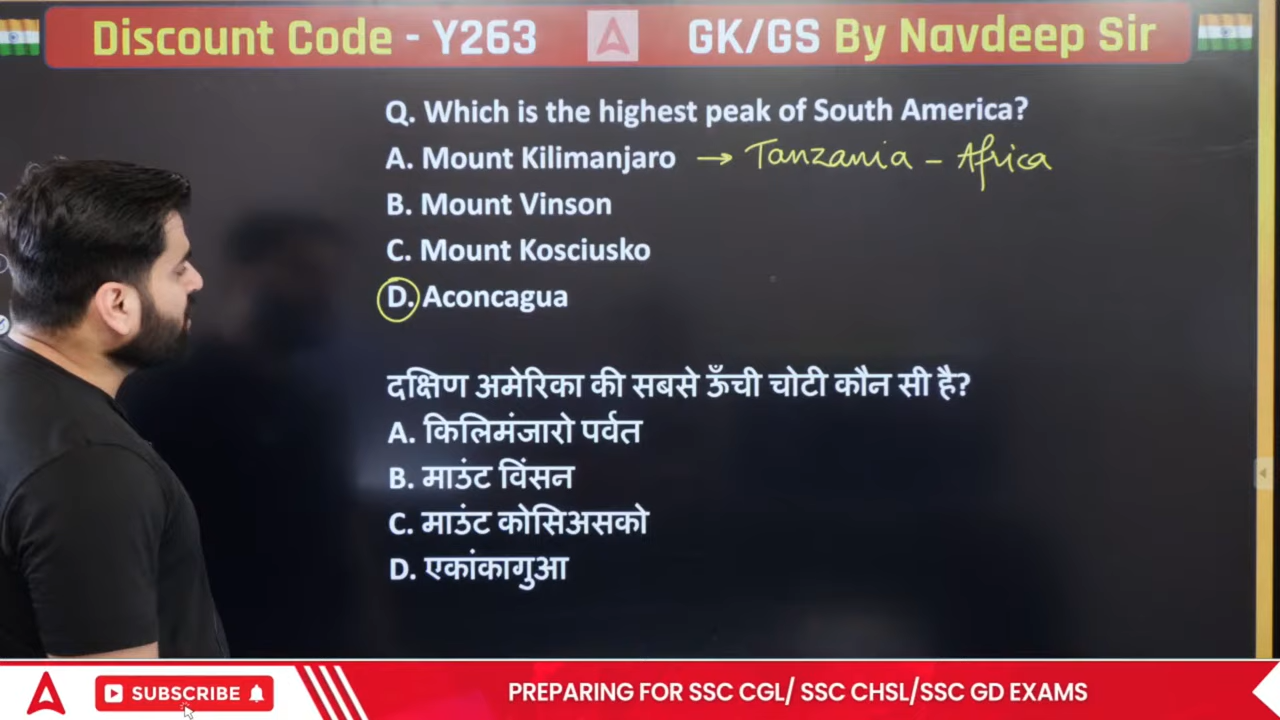 Discount Code - Y263 GK/GS By Navdeep Sir
Q. Which is the highest peak of South America?
A. Mount Kilimanjaro → Tanzania - Africa
B. Mount Vinson
C. Mount Kosciusko
D. Aconcagua
दक्षिण अमेरिका की सबसे ऊँची चोटी कौन सी है?
A. किलिमंजारो पर्वत
B. माउंट विंसन
C. माउंट कोसिअसको
D. एकांकागुआ
SUBSCRIBE PREPARING FOR SSC CGL/ SSC CHSL/SSC GD EXAMS